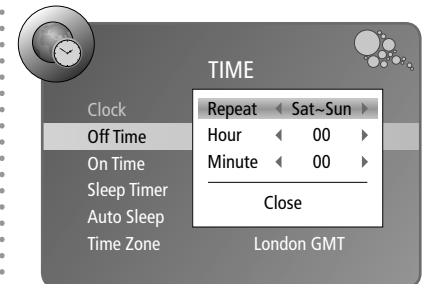 TIME
Clock
Off Time
On Time
Sleep Timer
Auto Sleep
Time Zone London GMT
Repeat Sat~Sun
Hour 00
Minute 00
Close